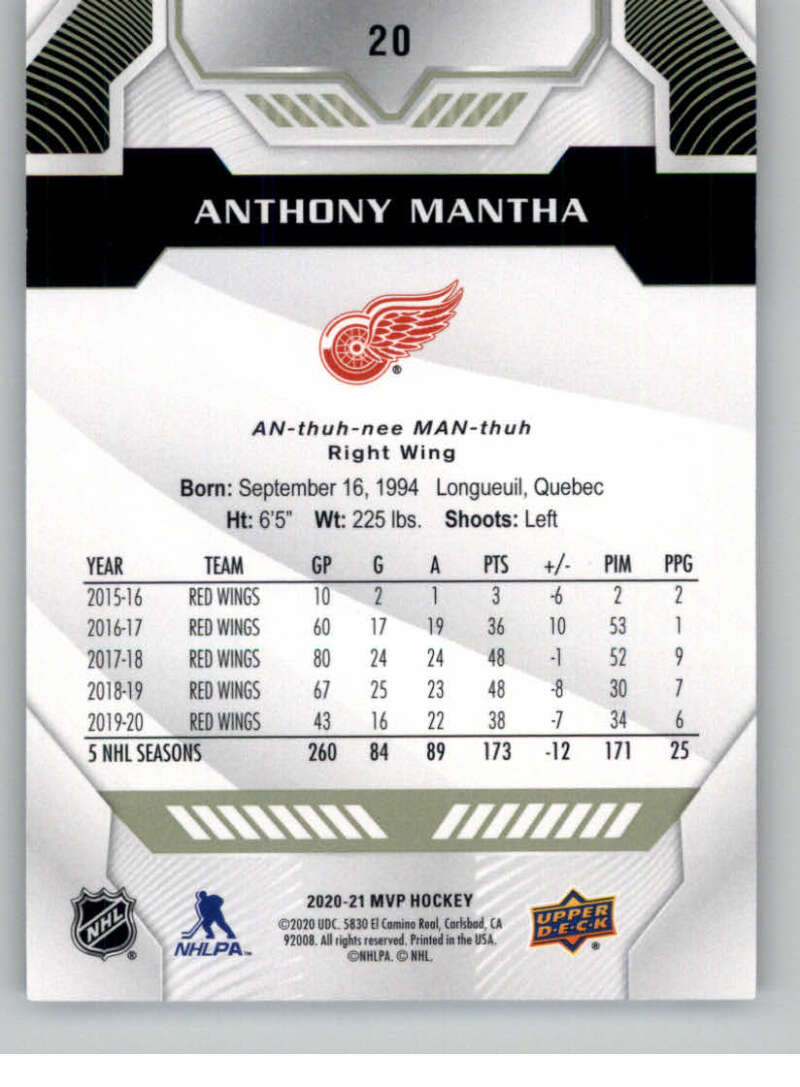 20
ANTHONY MANTHA
®
AN-thuh-nee MAN-thuh
Right Wing
Born: September 16, 1994 Longueuil, Quebec
Ht: 6'5" Wt: 225 lbs. Shoots: Left
YEAR TEAM GP G A PTS +/- PIM PPG
2015-16 RED WINGS 10 2 1 3 -6 2 2
2016-17 RED WINGS 60 17 19 36 10 53 1
2017-18 RED WINGS 80 24 24 48 -1 52 9
2018-19 RED WINGS 67 25 23 48 -8 30 7
2019-20 RED WINGS 43 16 22 38 -7 34 6
5 NHL SEASONS 260 84 89 173 -12 171 25
NHL ®
NHLPA™
2020-21 MVP HOCKEY
©2020 UDC. 5830 El Camino Real, Carlsbad, CA
92008. All rights reserved. Printed in the USA.
©NHLPA. © NHL.
UPPER
D·E·C·K ®